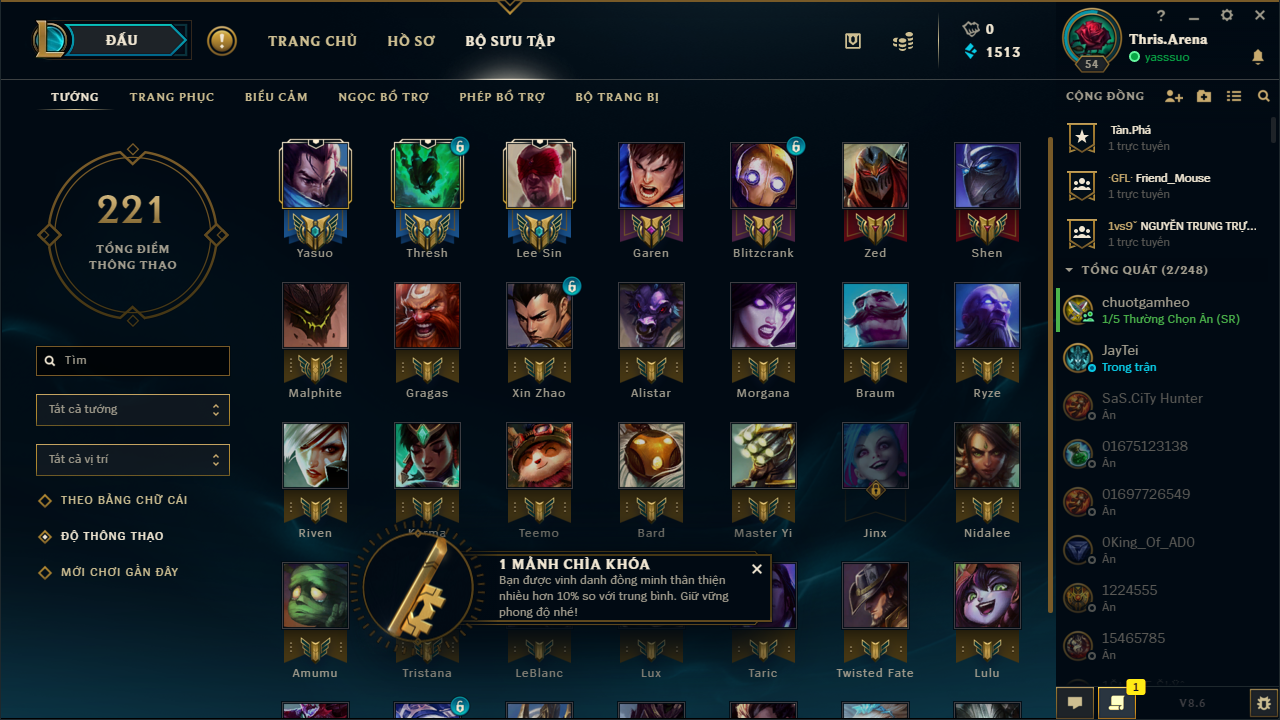 ĐẤU
!
TRANG CHỦ
HỒ SƠ
BỘ SƯU TẬP
0
1513
?
54
Thris.Arena
yasssuo
TƯỚNG
TRANG PHỤC
BIỂU CẢM
NGỌC BỔ TRỢ
PHÉP BỔ TRỢ
BỘ TRANG BỊ
221
TỔNG ĐIỂM
THÔNG THẠO
Tìm
Tất cả tướng
Tất cả vị trí
THEO BẢNG CHỮ CÁI
ĐỘ THÔNG THẠO
MỚI CHƠI GẦN ĐÂY
6
6
Yasuo
Thresh
Lee Sin
Garen
Blitzcrank
Zed
Shen
6
Malphite
Gragas
Xin Zhao
Alistar
Morgana
Braum
Ryze
Riven
Karma
Teemo
Bard
Master Yi
Jinx
Nidalee
1 MẢNH CHÌA KHÓA
Bạn được vinh danh đồng minh thân thiện
nhiều hơn 10% so với trung bình. Giữ vững
phong độ nhé!
Amumu
Tristana
LeBlanc
Lux
Taric
Twisted Fate
Lulu
6
CỘNG ĐỒNG
Tàn.Phá
1 trực tuyến
·GFL· Friend_Mouse
1 trực tuyến
1vs9˜ NGUYỄN TRUNG TRỰ...
1 trực tuyến
TỔNG QUÁT (2/248)
chuotgamheo
1/5 Thường Chọn Ẩn (SR)
JayTei
Trong trận
SaS.CiTy Hunter
Ẩn
01675123138
Ẩn
01697726549
Ẩn
0King_Of_AD0
Ẩn
1224555
Ẩn
15465785
Ẩn
1
V8.6